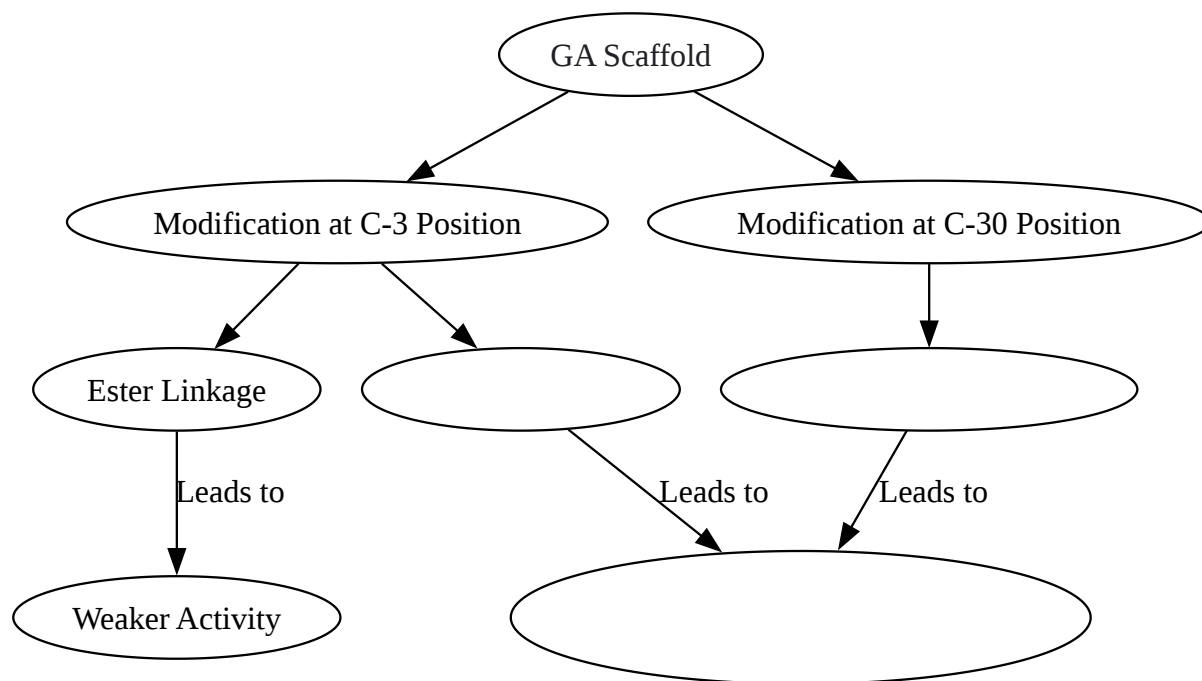 GA Scaffold
Modification at C-3 Position
Modification at C-30 Position
Ester Linkage
Leads to
Leads to
Leads to
Weaker Activity